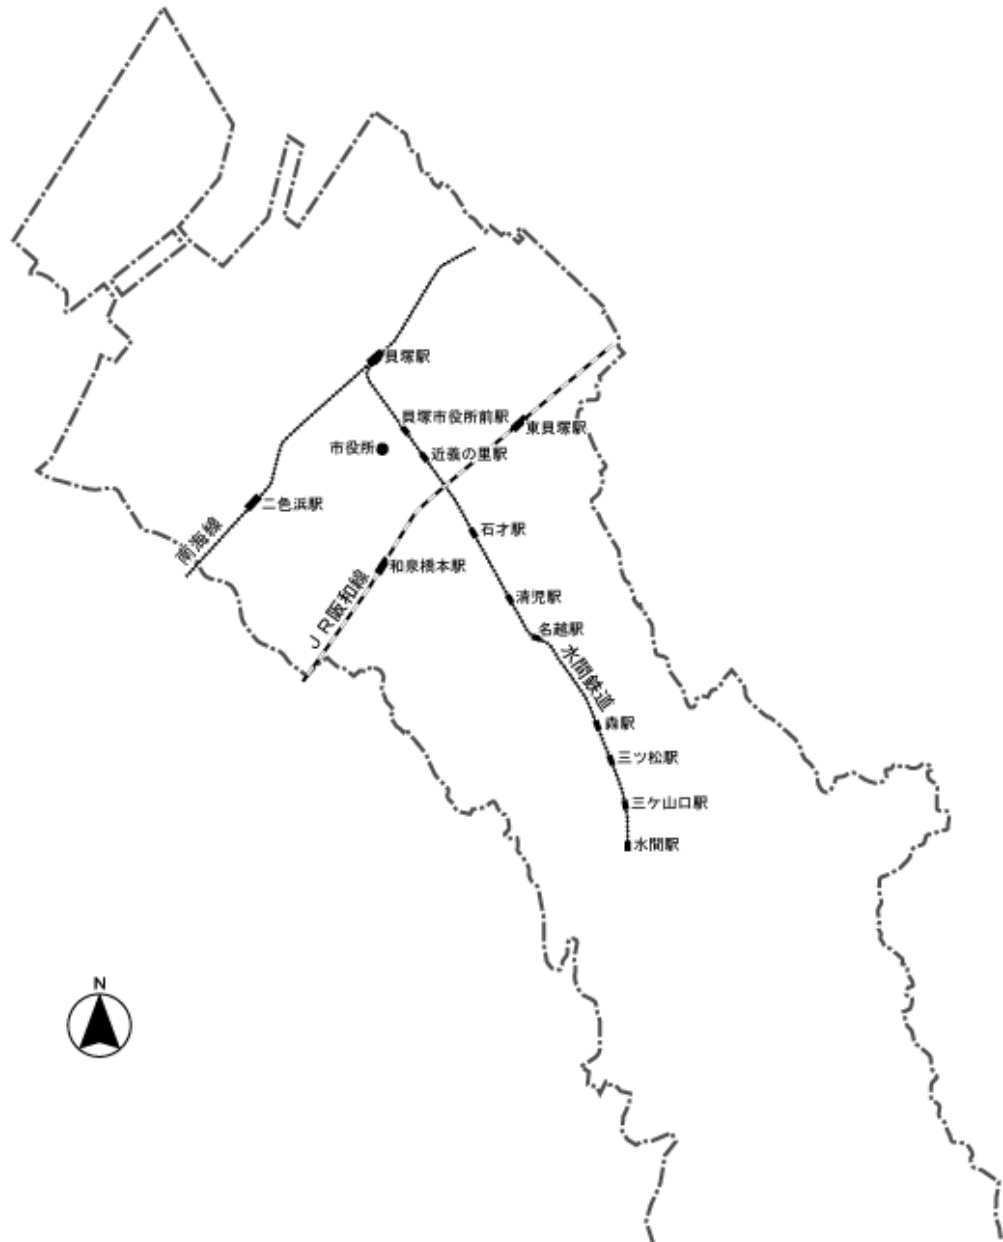 貝塚駅
貝塚市役所前駅
東貝塚駅
市役所
近義の里駅
二色浜駅
石才駅
南海線
和泉橋本駅
清児駅
JR阪和線
名越駅
水間鉄道
森駅
三ツ松駅
三ケ山口駅
水間駅
N